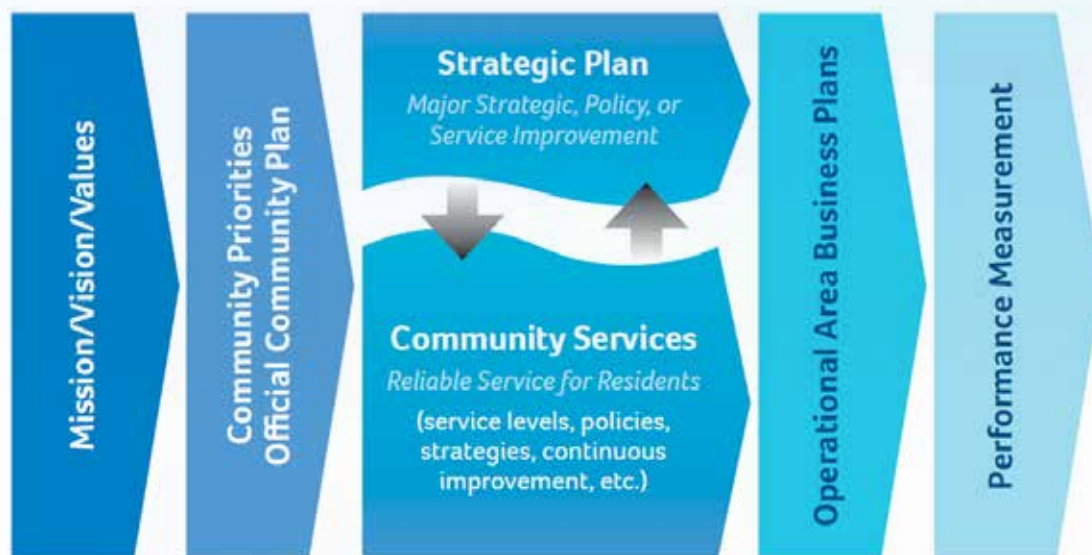 Mission/Vision/Values
Community Priorities
Official Community Plan
Strategic Plan
Major Strategic, Policy, or
Service Improvement
Community Services
Reliable Service for Residents
(service levels, policies,
strategies, continuous
improvement, etc.)
Operational Area Business Plans
Performance Measurement